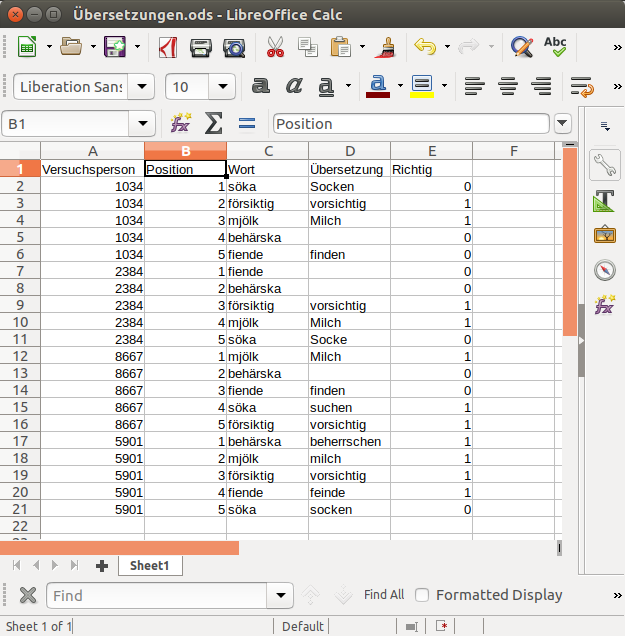 Übersetzungen.ods - LibreOffice Calc
Abc
»
Liberation Sans 10 a a a a »
B1 fx Σ = Position
A B C D E F
1 Versuchsperson Position Wort Übersetzung Richtig
2 1034 1 söka Socken 0
3 1034 2 försiktig vorsichtig 1
4 1034 3 mjölk Milch 1
5 1034 4 behärska 0
6 1034 5 fiende finden 0
7 2384 1 fiende 0
8 2384 2 behärska 0
9 2384 3 försiktig vorsichtig 1
10 2384 4 mjölk Milch 1
11 2384 5 söka Socke 0
12 8667 1 mjölk Milch 1
13 8667 2 behärska 0
14 8667 3 fiende finden 0
15 8667 4 söka suchen 1
16 8667 5 försiktig vorsichtig 1
17 5901 1 behärska beherrschen 1
18 5901 2 mjölk milch 1
19 5901 3 försiktig vorsichtig 1
20 5901 4 fiende feinde 1
21 5901 5 söka socken 0
22
23
Sheet1
Find Find All Formatted Display »
Sheet 1 of 1 Default